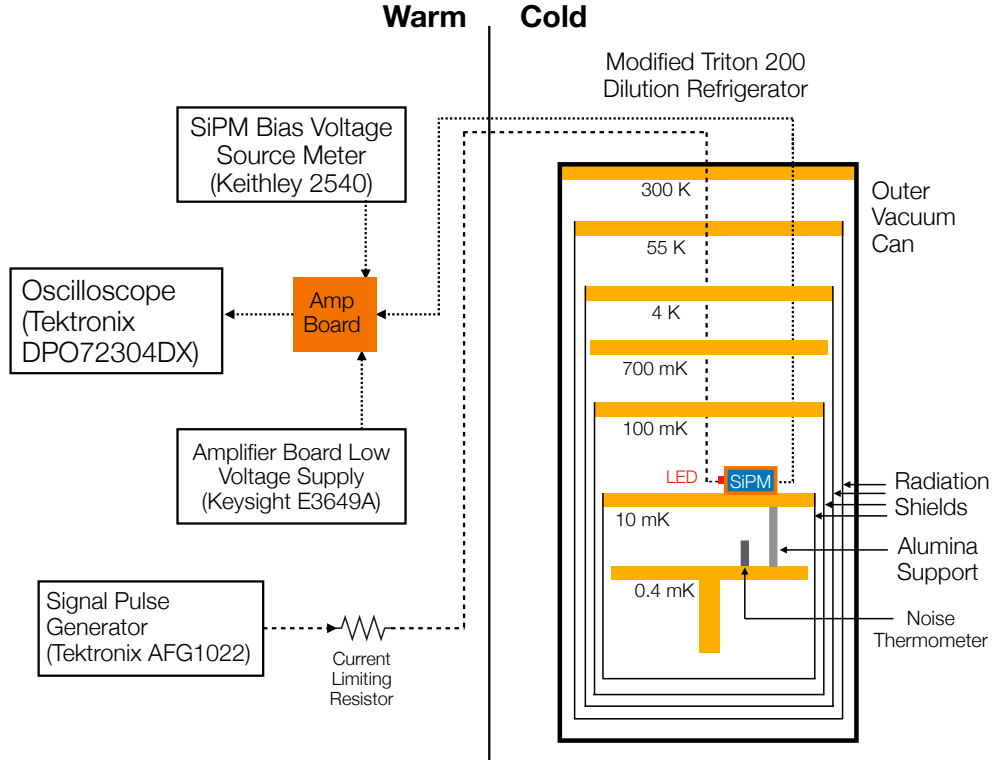 Warm
Cold
Modified Triton 200
Dilution Refrigerator
SiPM Bias Voltage
Source Meter
(Keithley 2540)
300 K
Outer
Vacuum
Can
55 K
Oscilloscope
(Tektronix
DPO72304DX)
Amp
Board
4 K
700 mK
100 mK
Amplifier Board Low
Voltage Supply
(Keysight E3649A)
LED
SiPM
Radiation
Shields
10 mK
Alumina
Support
0.4 mK
Signal Pulse
Generator
(Tektronix AFG1022)
Noise
Thermometer
Current
Limiting
Resistor